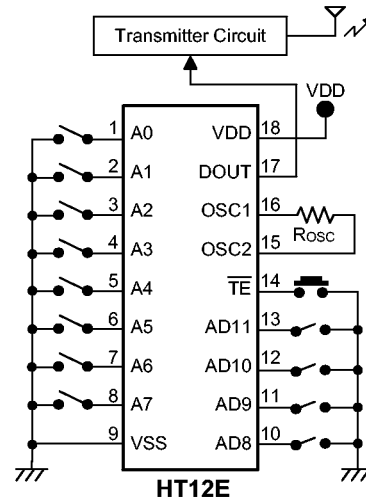 Transmitter Circuit
VDD
1 A0 VDD 18
2 A1 DOUT 17
3 A2 OSC1 16
ROSC
4 A3 OSC2 15
5 A4 TE 14
6 A5 AD11 13
7 A6 AD10 12
8 A7 AD9 11
9 VSS AD8 10
HT12E